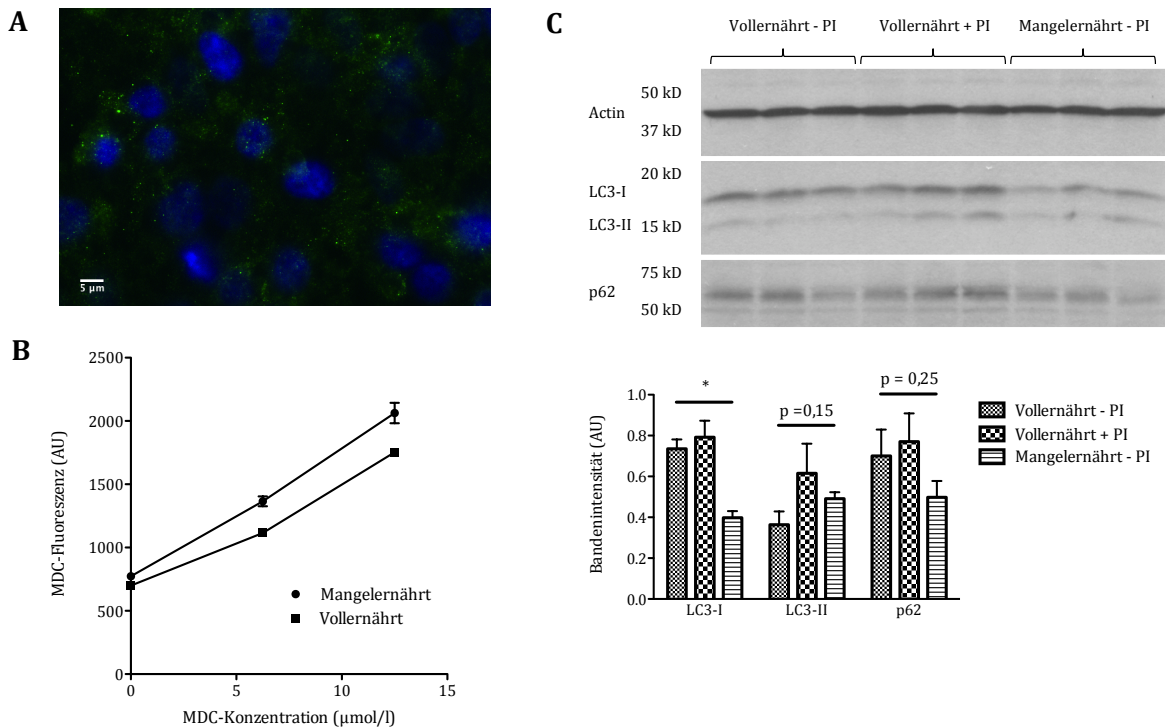 A
5 µm
B
2500
2000
1500
1000
500
0
0
5
10
15
MDC-Fluoreszenz (AU)
MDC-Konzentration (µmol/l)
Mangelernährt
Vollernährt
C
Vollernährt - PI
Vollernährt + PI
Mangelernährt - PI
Actin
50 kD
37 kD
LC3-I
LC3-II
20 kD
15 kD
p62
75 kD
50 kD
Bandenintensität (AU)
1.0
0.8
0.6
0.4
0.2
0.0
*
p =0,15
p = 0,25
LC3-I
LC3-II
p62
Vollernährt - PI
Vollernährt + PI
Mangelernährt - PI